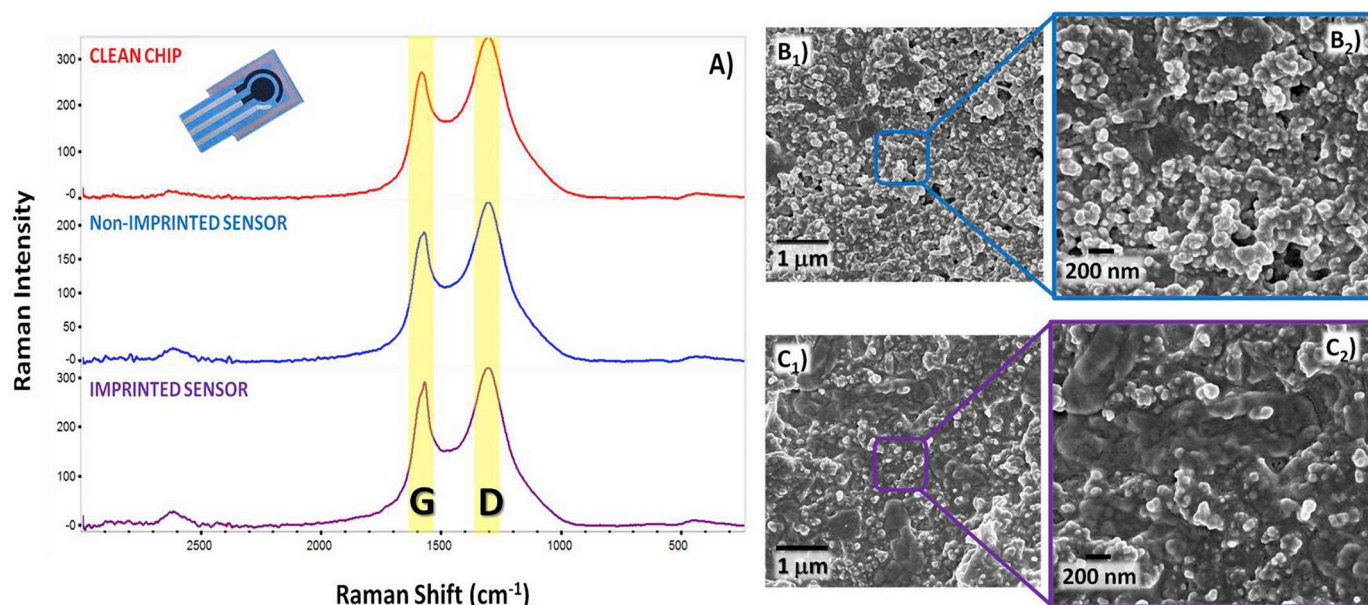 A)
CLEAN CHIP
300
200
100
-0
Non-IMPRINTED SENSOR
200
150
100
50
-0
IMPRINTED SENSOR
300
200
100
-0
G D
2500 2000 1500 1000 500
Raman Intensity
Raman Shift (cm-1)
B1)
1 μm
B2)
200 nm
C1)
1 μm
C2)
200 nm